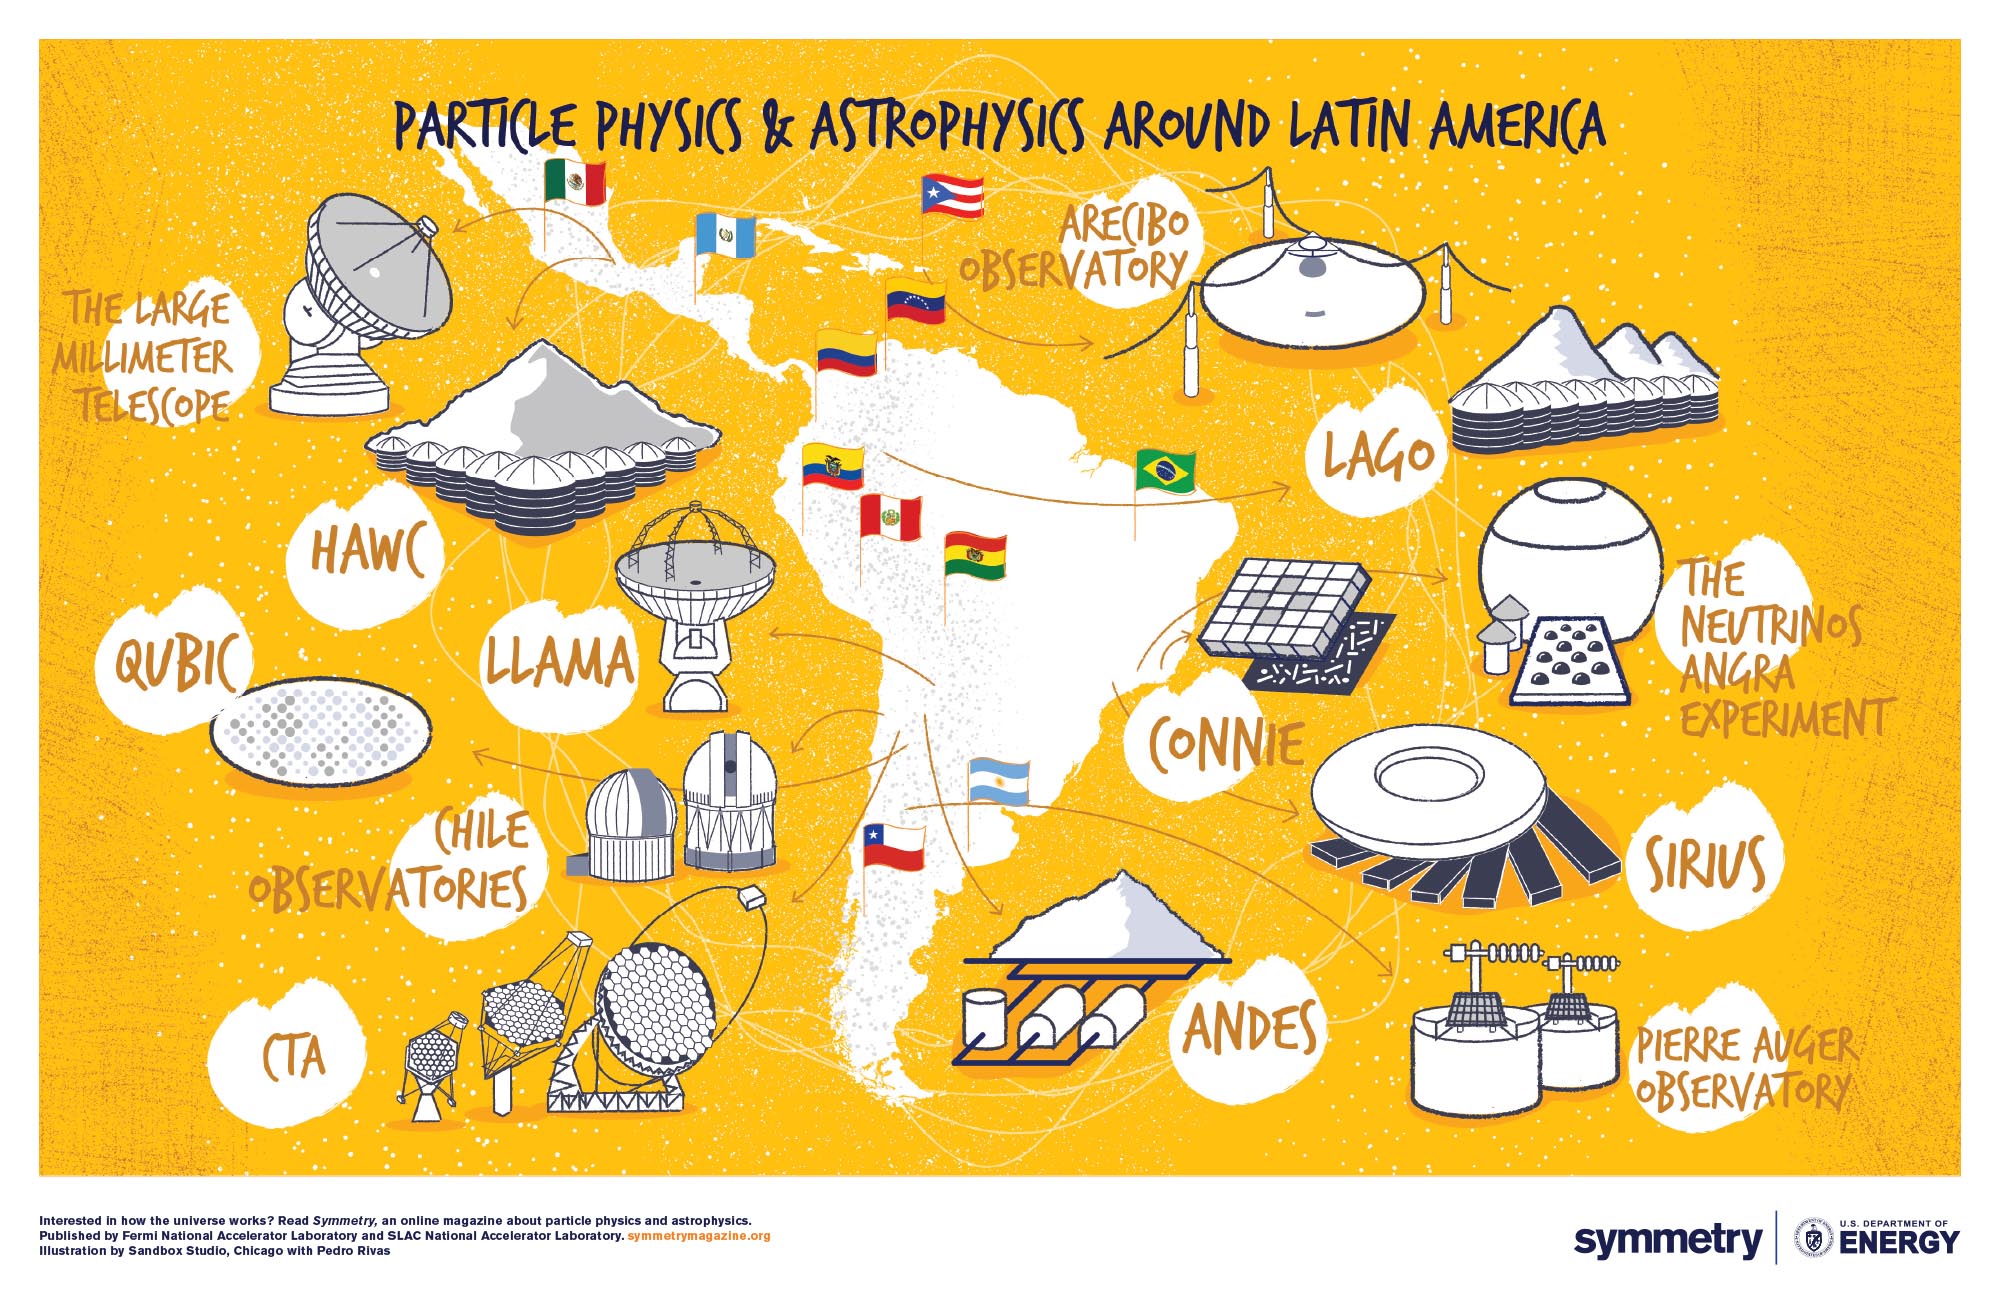 PARTICLE PHYSICS & ASTROPHYSICS AROUND LATIN AMERICA
ARECIBO
OBSERVATORY
THE LARGE
MILLIMETER
TELESCOPE
LAGO
HAWC
THE
NEUTRINOS
ANGRA
EXPERIMENT
QUBIC
LLAMA
CONNIE
CHILE
OBSERVATORIES
SIRIUS
CTA
ANDES
PIERRE AUGER
OBSERVATORY
Interested in how the universe works? Read Symmetry, an online magazine about particle physics and astrophysics.
Published by Fermi National Accelerator Laboratory and SLAC National Accelerator Laboratory. symmetrymagazine.org
Illustration by Sandbox Studio, Chicago with Pedro Rivas
symmetry
U.S. DEPARTMENT OF
ENERGY